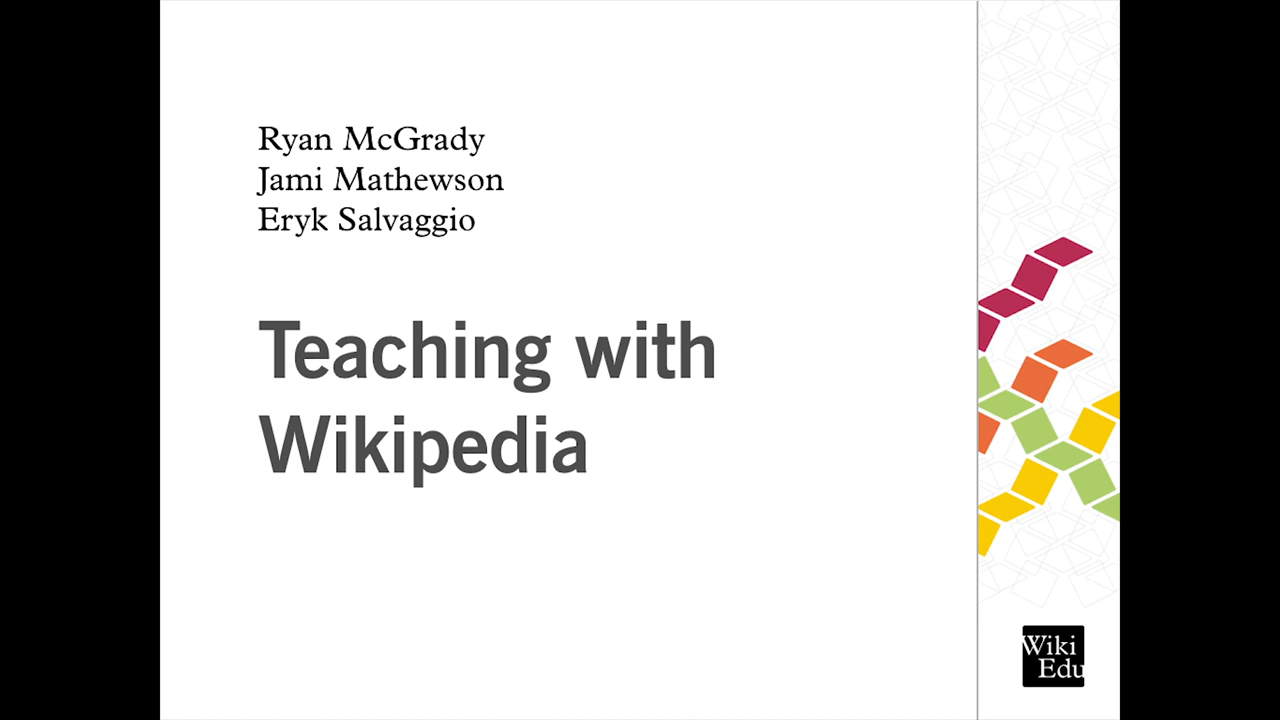 Ryan McGrady
Jami Mathewson
Eryk Salvaggio
Teaching with
Wikipedia
Wiki
Edu